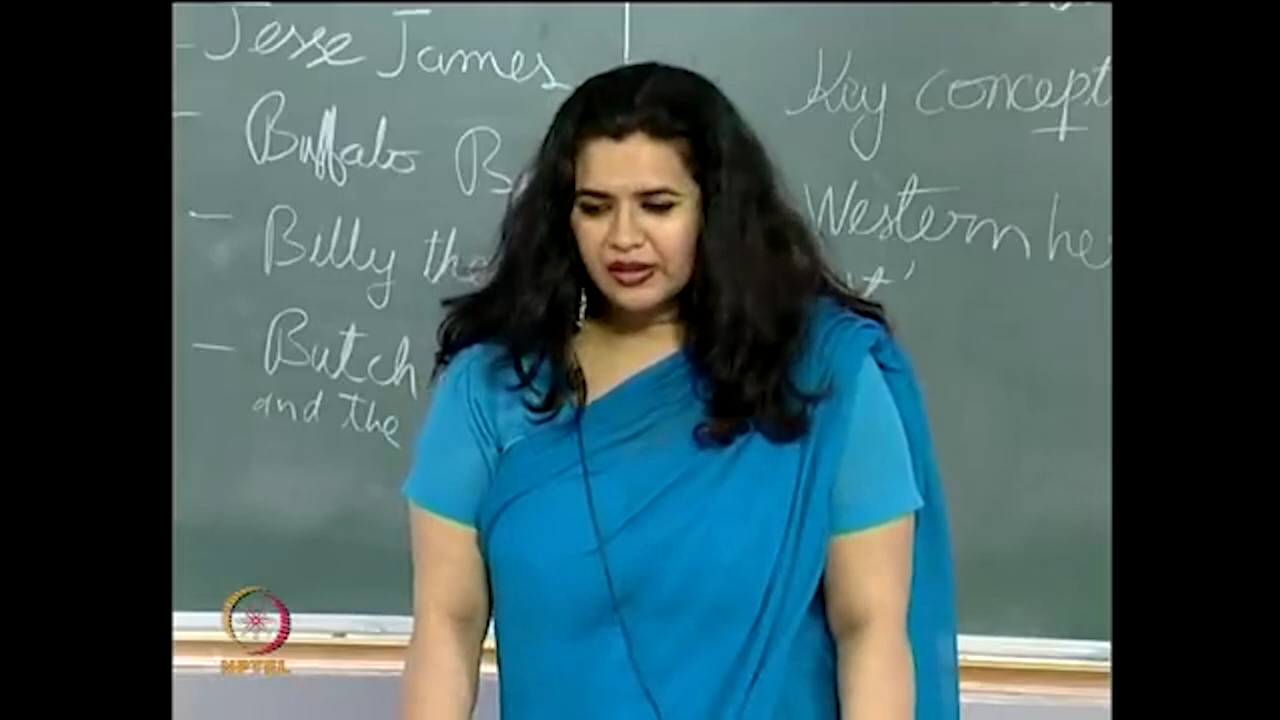 - Jesse James
- Buffalo B
- Billy the
- Butch
and the
Key concept
Western he
t'
NPTEL